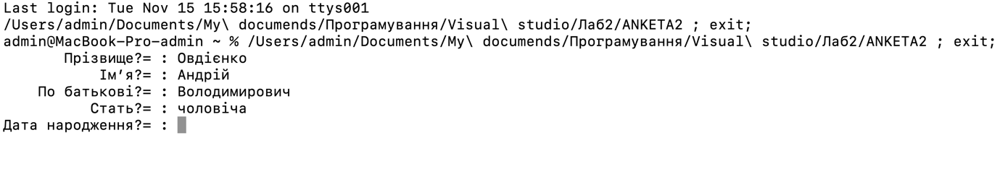 Last login: Tue Nov 15 15:58:16 on ttys001
/Users/admin/Documents/My\ documends/Програмування/Visual\ studio/Лаб2/ANKETA2 ; exit;
admin@MacBook-Pro-admin ~ % /Users/admin/Documents/My\ documends/Програмування/Visual\ studio/Лаб2/ANKETA2 ; exit;
Прізвище?= : Овдієнко
Ім’я?= : Андрій
По батькові?= : Володимирович
Стать?= : чоловіча
Дата народження?= :